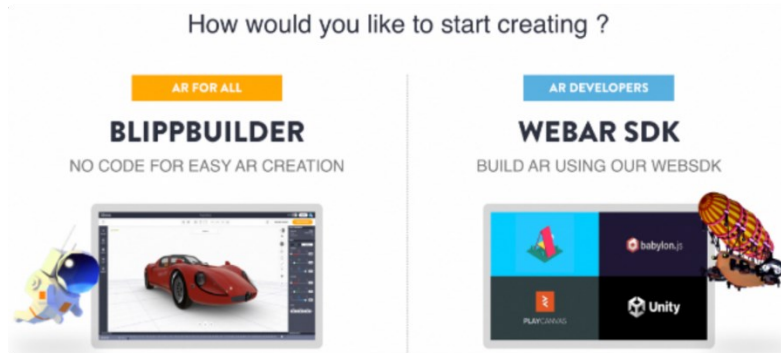 How would you like to start creating ?
AR FOR ALL
BLIPPBUILDER
NO CODE FOR EASY AR CREATION
AR DEVELOPERS
WEBAR SDK
BUILD AR USING OUR WEBSDK
babylon.js
PLAYCANVAS
Unity